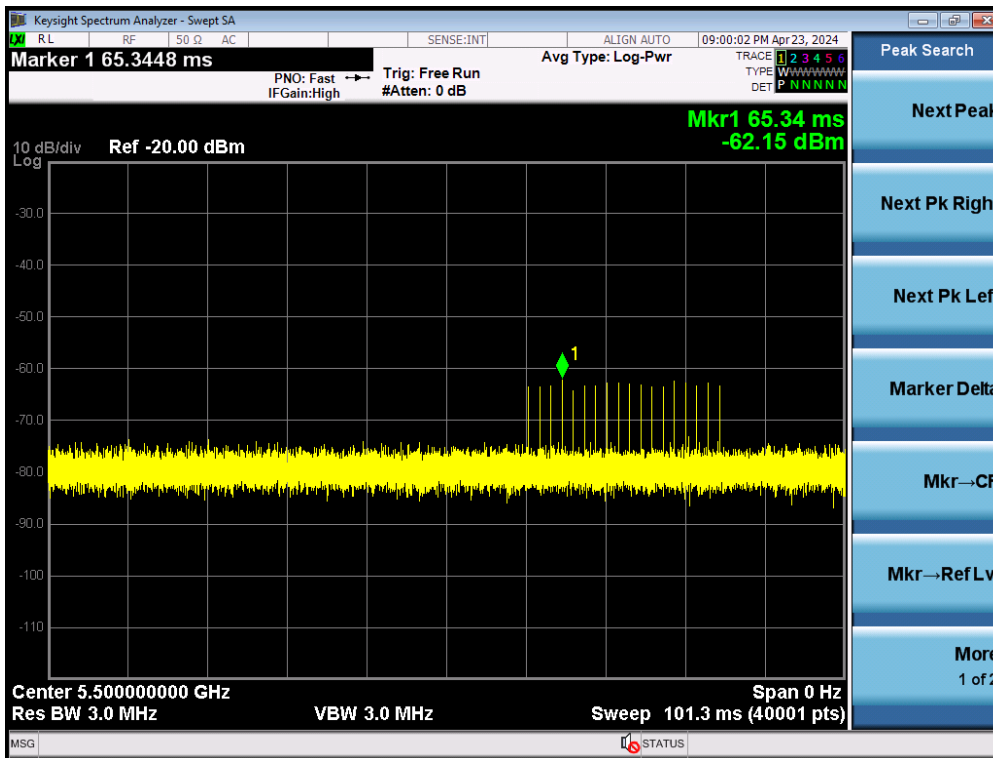 Keysight Spectrum Analyzer - Swept SA
LXI RL RF 50 Ω AC SENSE:INT ALIGN AUTO 09:00:02 PM Apr 23, 2024
Marker 1 65.3448 ms
PNO: Fast
IFGain:High
Trig: Free Run
#Atten: 0 dB
Avg Type: Log-Pwr
TRACE 1 2 3 4 5 6
TYPE WWWWWW
DET P N N N N N
Peak Search
Mkr1 65.34 ms
-62.15 dBm
10 dB/div Ref -20.00 dBm
Log
-30.0
-40.0
-50.0
-60.0
-70.0
-80.0
-90.0
-100
-110
1
Center 5.500000000 GHz
Span 0 Hz
Res BW 3.0 MHz
VBW 3.0 MHz
Sweep 101.3 ms (40001 pts)
Next Peak
Next Pk Righ
Next Pk Lef
Marker Delta
Mkr→CF
Mkr→Ref Lv
More
1 of 2
MSG
STATUS